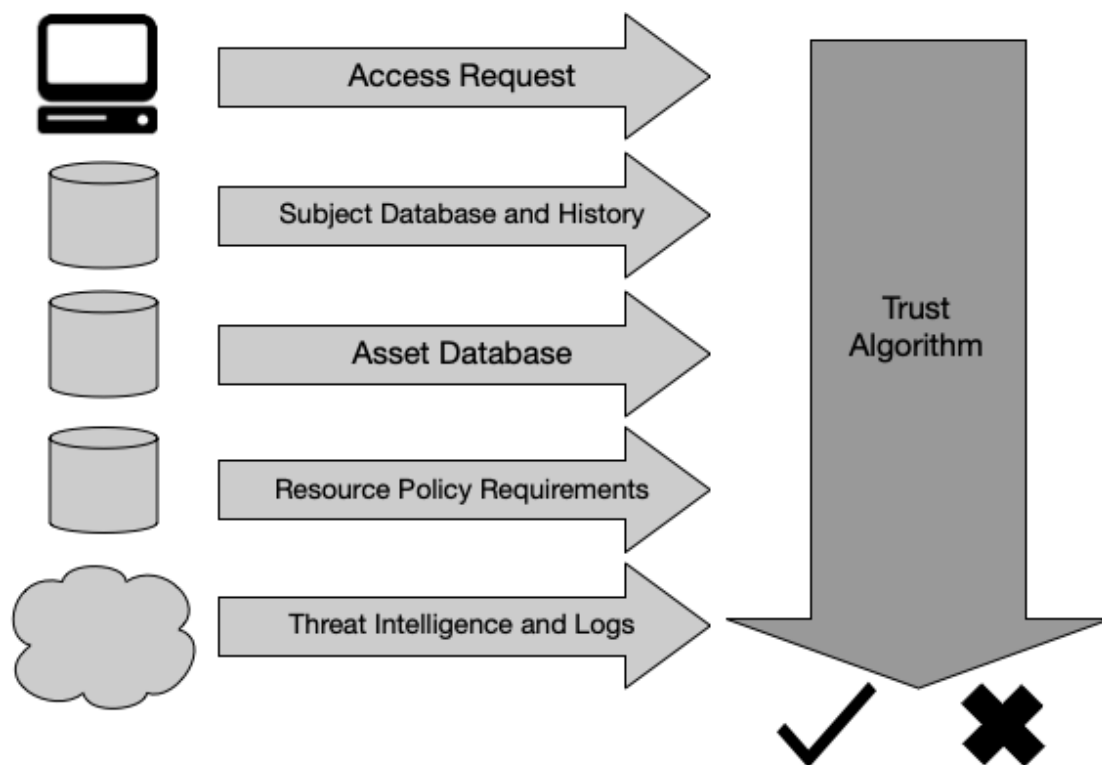 Access Request
Subject Database and History
Asset Database
Resource Policy Requirements
Threat Intelligence and Logs
Trust
Algorithm